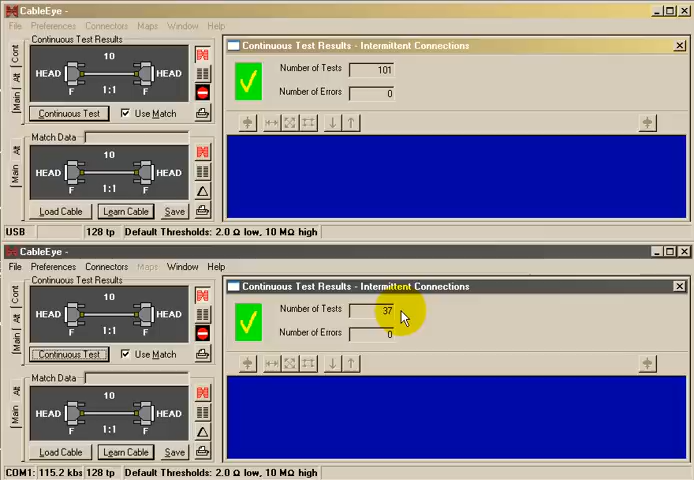 CableEye -
File Preferences Connectors Maps Window Help
Main Alt Cont
Continuous Test Results
10
HEAD HEAD
F F
1:1
Continuous Test Use Match
Match Data
Main Alt
10
HEAD HEAD
F F
1:1
Load Cable Learn Cable Save
Continuous Test Results - Intermittent Connections
Number of Tests 101
Number of Errors 0
USB 128 tp Default Thresholds: 2.0 Ω low, 10 MΩ high
CableEye -
File Preferences Connectors Maps Window Help
Main Alt Cont
Continuous Test Results
10
HEAD HEAD
F F
1:1
Continuous Test Use Match
Match Data
Main Alt
10
HEAD HEAD
F F
1:1
Load Cable Learn Cable Save
Continuous Test Results - Intermittent Connections
Number of Tests 37
Number of Errors 0
COM1: 115.2 kbs 128 tp Default Thresholds: 2.0 Ω low, 10 MΩ high